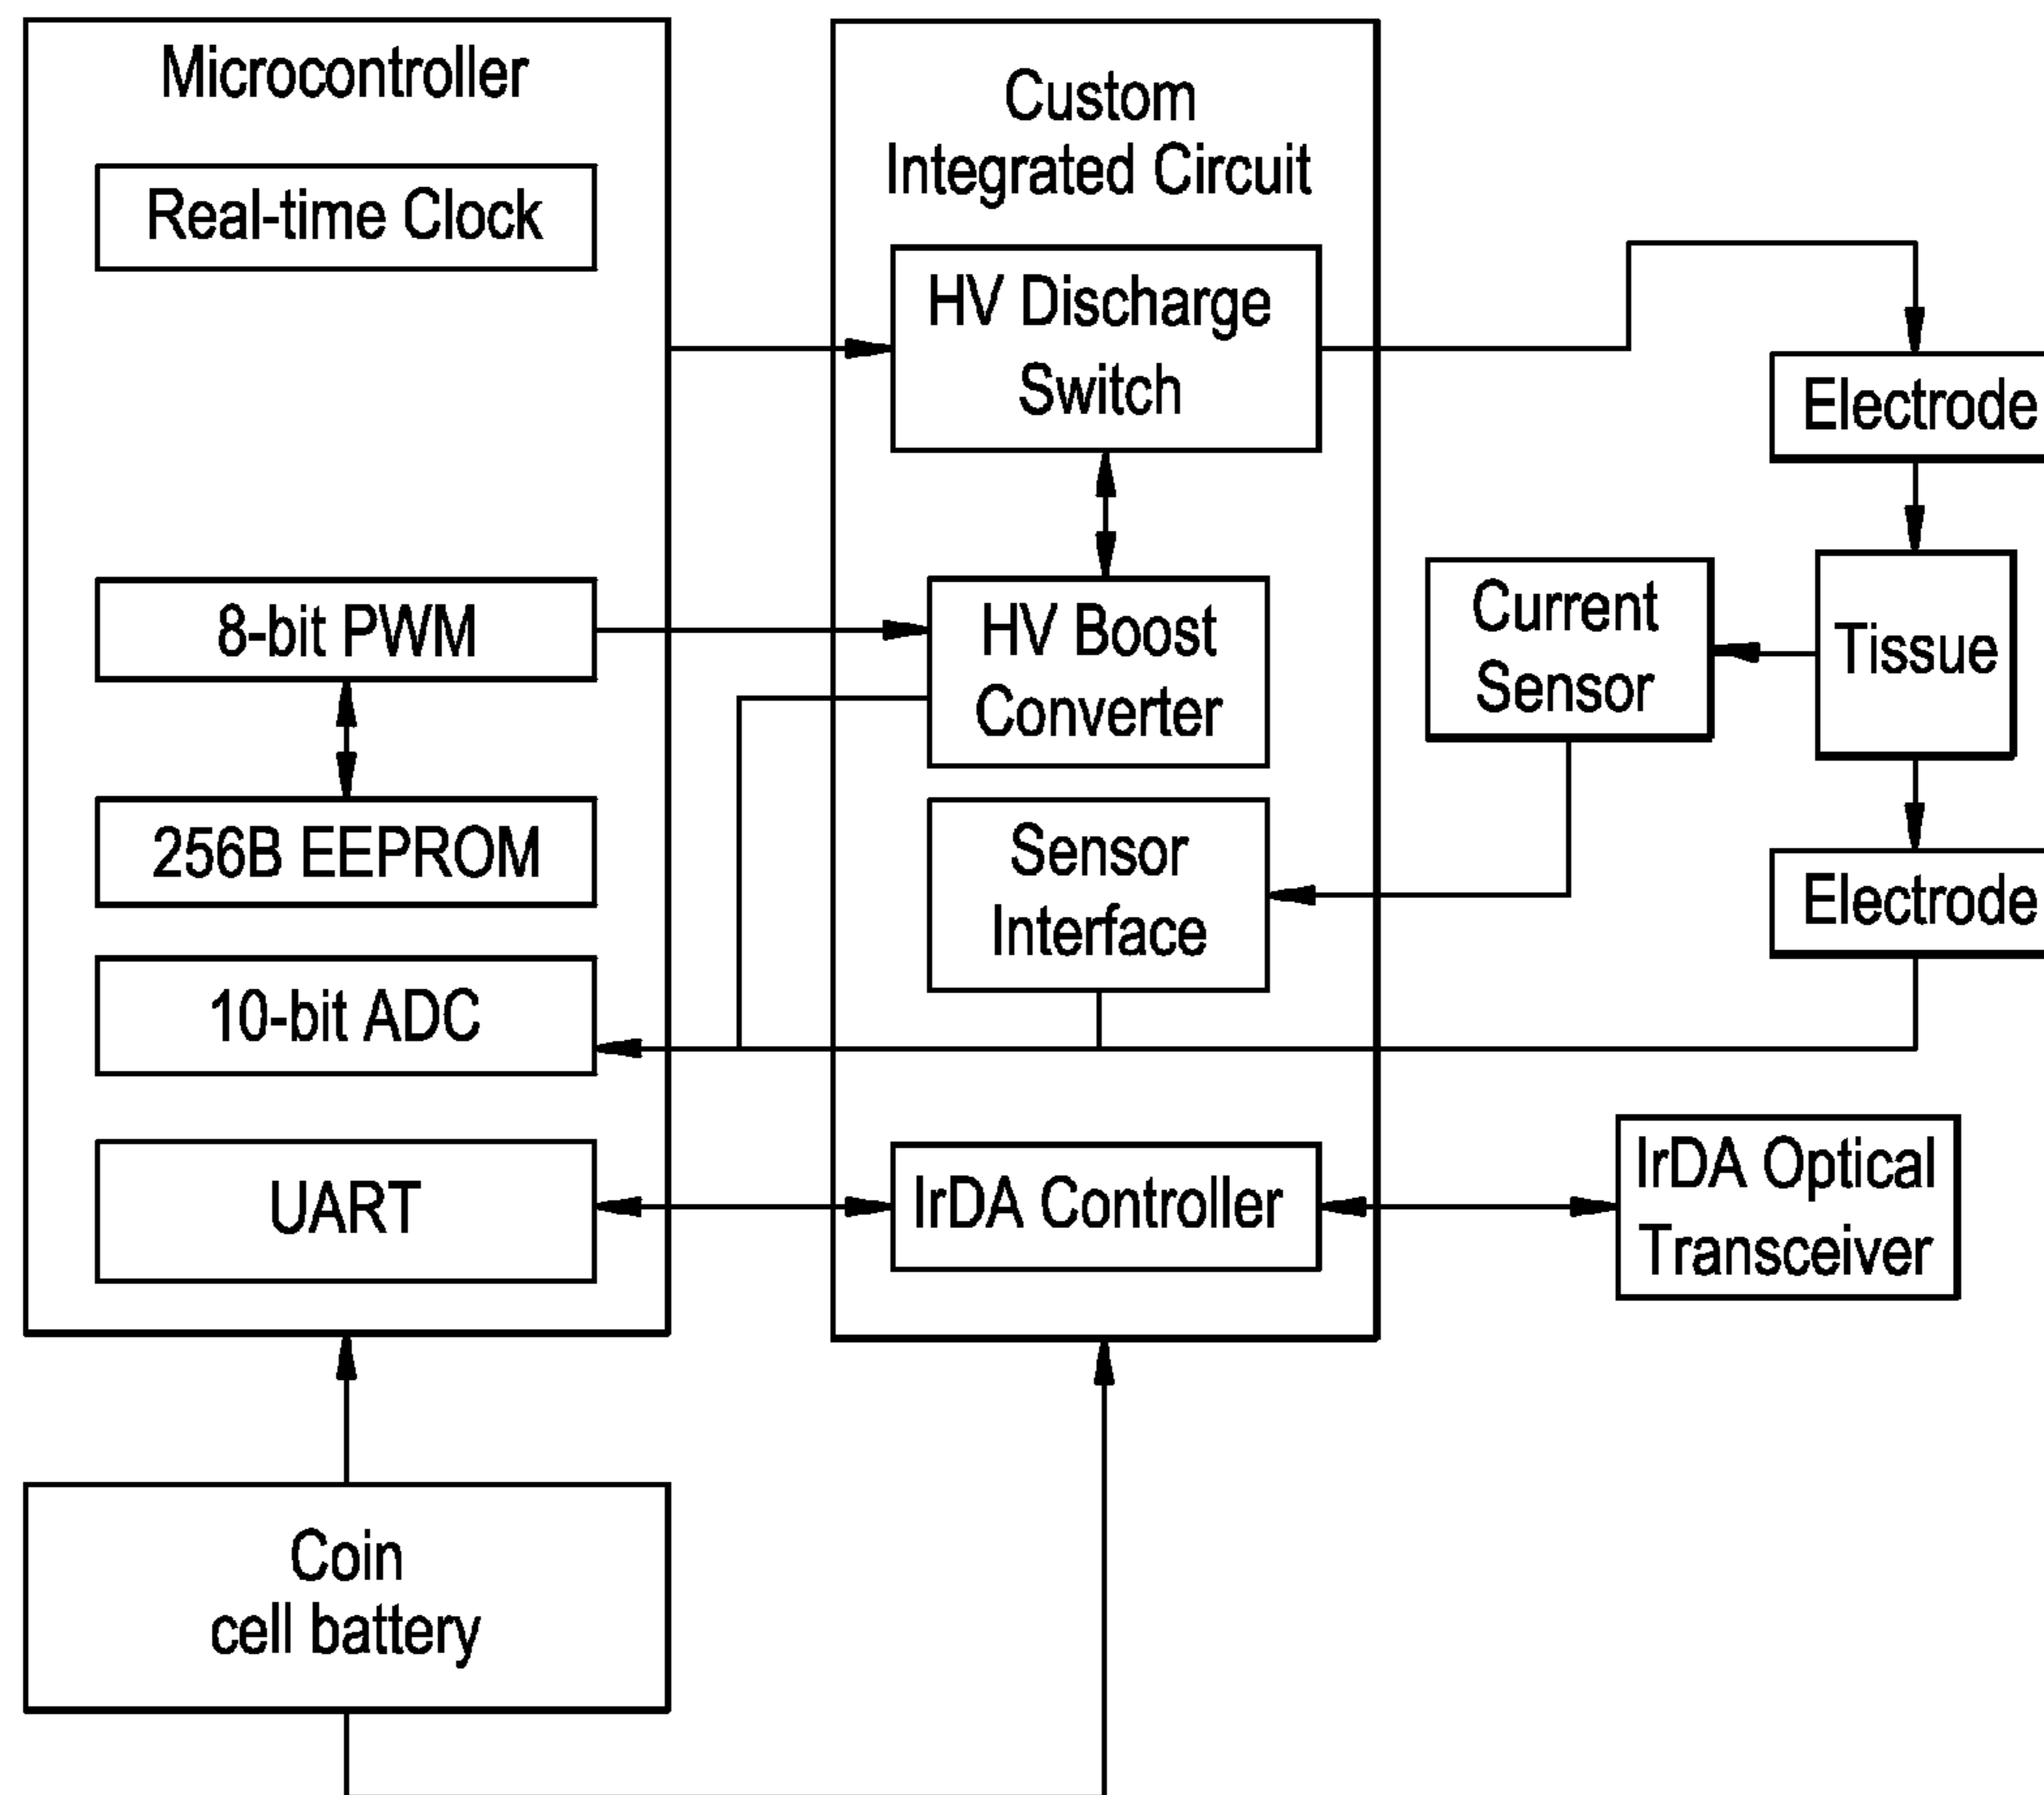 Microcontroller
Real-time Clock
8-bit PWM
256B EEPROM
10-bit ADC
UART
Coin
cell battery
Custom
Integrated Circuit
HV Discharge
Switch
HV Boost
Converter
Sensor
Interface
IrDA Controller
Electrode
Current
Sensor
Tissue
Electrode
IrDA Optical
Transceiver